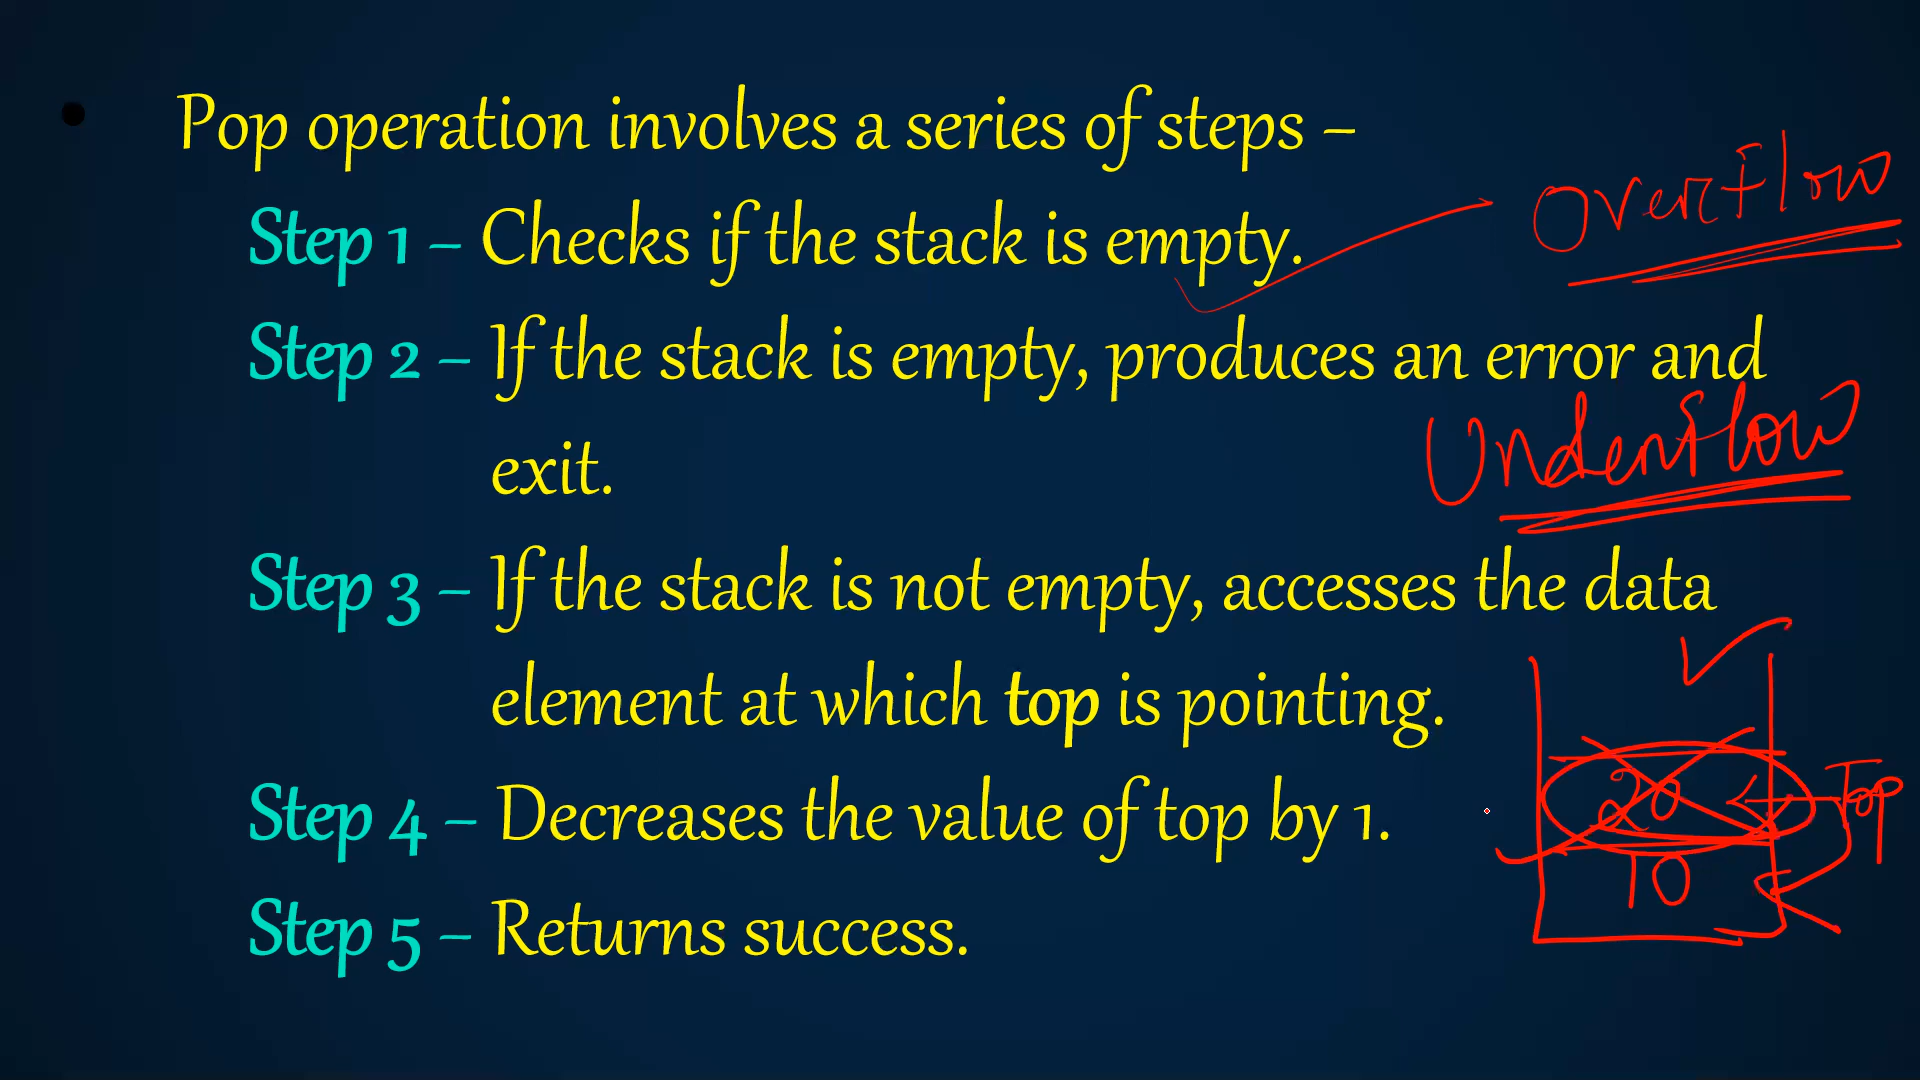 Pop operation involves a series of steps –
Step 1 – Checks if the stack is empty.
OverFlow
Step 2 – If the stack is empty, produces an error and
exit.
UnderFlow
Step 3 – If the stack is not empty, accesses the data
element at which top is pointing.
Step 4 – Decreases the value of top by 1.
20
Top
10
Step 5 – Returns success.